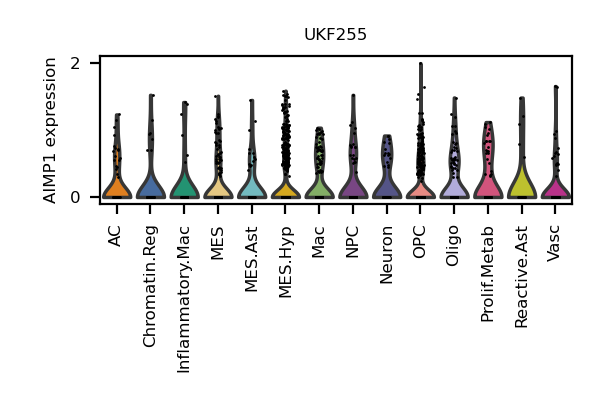 UKF255
AIMP1 expression
2
0
AC
Chromatin.Reg
Inflammatory.Mac
MES
MES.Ast
MES.Hyp
Mac
NPC
Neuron
OPC
Oligo
Prolif.Metab
Reactive.Ast
Vasc